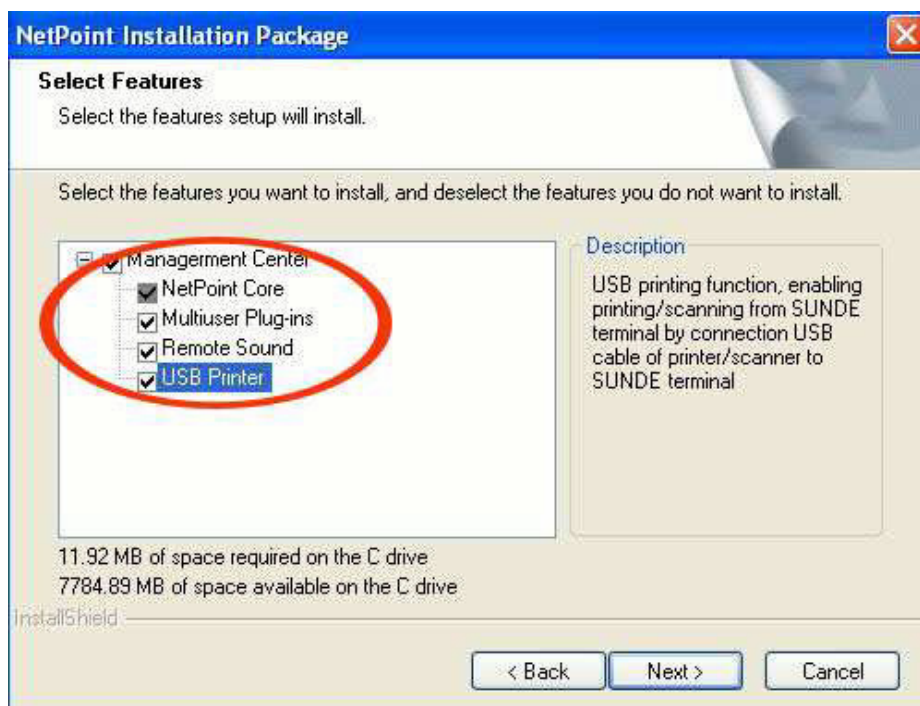 NetPoint Installation Package
Select Features
Select the features setup will install.
Select the features you want to install, and deselect the features you do not want to install.
Managerment Center
NetPoint Core
Multiuser Plug-ins
Remote Sound
USB Printer
Description
USB printing function, enabling
printing/scanning from SUNDE
terminal by connection USB
cable of printer/scanner to
SUNDE terminal
11.92 MB of space required on the C drive
7784.89 MB of space available on the C drive
InstallShield
< Back
Next >
Cancel